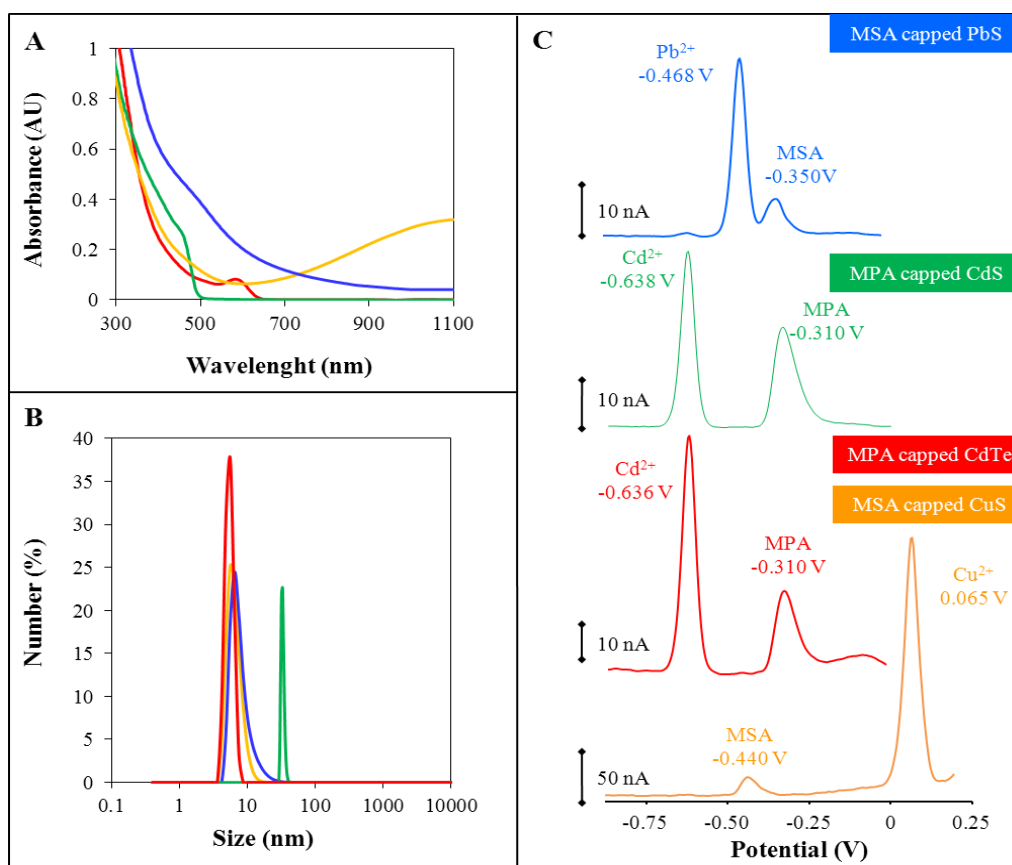 A
Absorbance (AU)
1
0.8
0.6
0.4
0.2
0
300 500 700 900 1100
Wavelenght (nm)
B
Number (%)
40
35
30
25
20
15
10
5
0
0.1 1 10 100 1000 10000
Size (nm)
C
MSA capped PbS
Pb²⁺
-0.468 V
MSA
-0.350V
10 nA
MPA capped CdS
Cd²⁺
-0.638 V
MPA
-0.310 V
10 nA
MPA capped CdTe
Cd²⁺
-0.636 V
MPA
-0.310 V
10 nA
MSA capped CuS
Cu²⁺
0.065 V
MSA
-0.440 V
50 nA
-0.75 -0.50 -0.25 0 0.25
Potential (V)